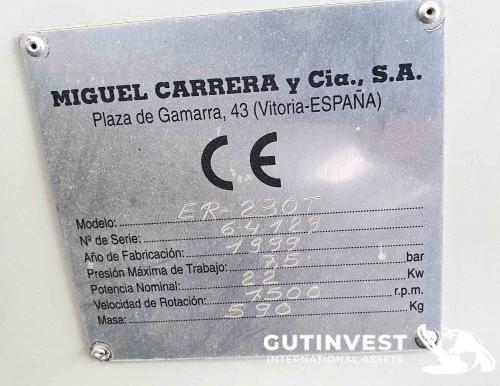 MIGUEL CARRERA y Cia., S.A.
Plaza de Gamarra, 43 (Vitoria-ESPAÑA)
CE
Modelo: ER-230T
Nº de Serie: 64129
Año de Fabricación: 1999
Presión Máxima de Trabajo: 7.5 bar
Potencia Nominal: 22 Kw
Velocidad de Rotación: 1500 r.p.m.
Masa: 590 Kg
GUTINVEST
INTERNATIONAL ASSETS